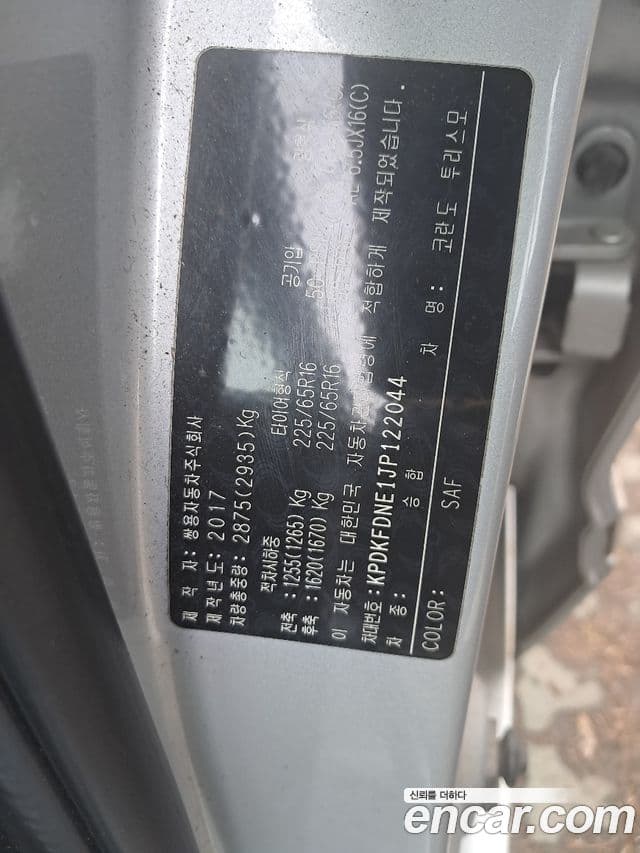 제 작 자: 쌍용자동차주식회사
제작년도: 2017
차량총중량: 2875(2935)Kg
적차시하중 타이어형식 공기압
전축: 1255(1265)Kg 225/65R16 50
후축: 1620(1670)Kg 225/65R16 6.5JX16(C)
이 자동차는 대한민국 자동차관 적합하게 제작되었습니다.
차대번호: KPDKFDNE1JP122044
차 종: 승 합 차 명: 코란도 투리스모
COLOR: SAF
신뢰를 더하다
encar.com